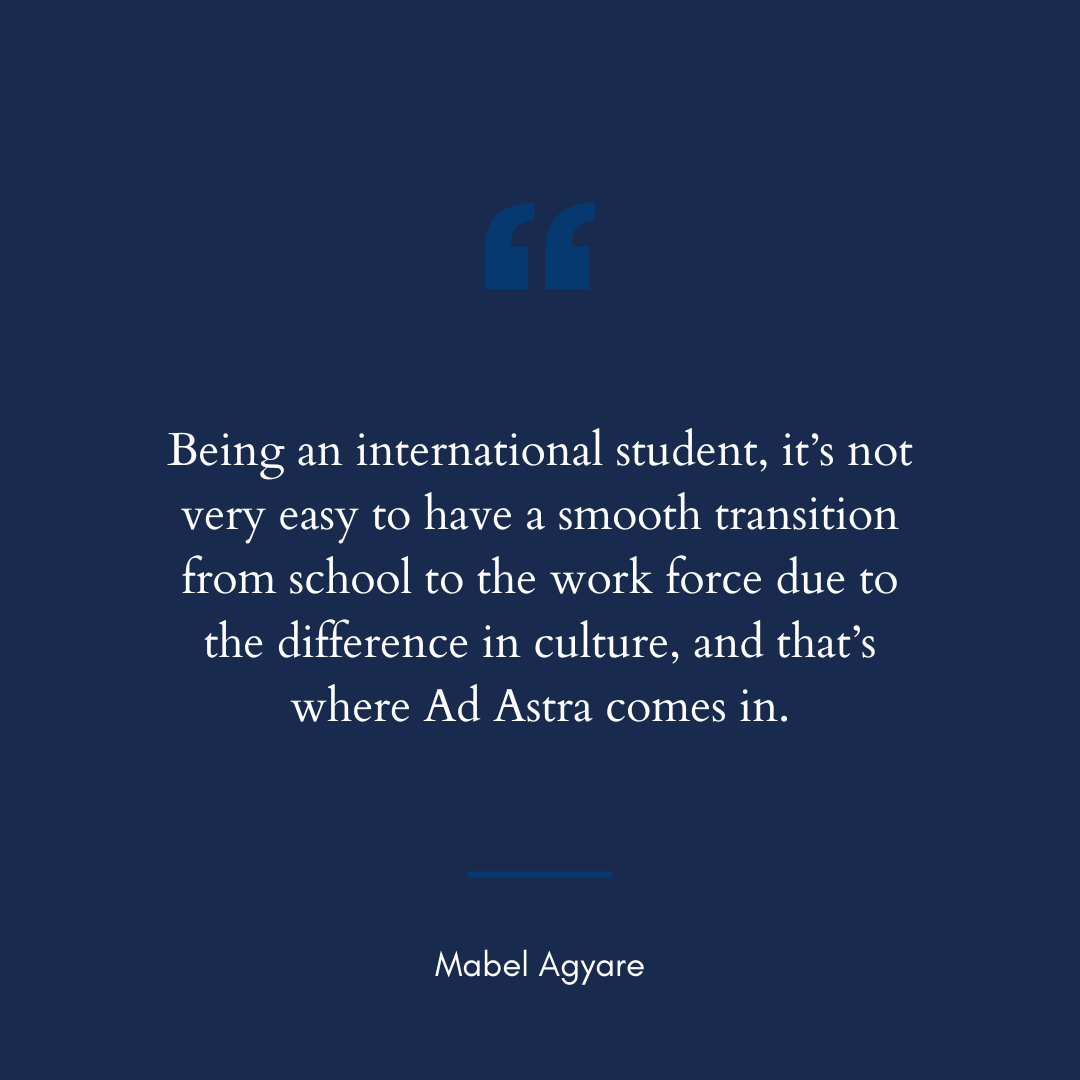 “
Being an international student, it’s not
very easy to have a smooth transition
from school to the work force due to
the difference in culture, and that’s
where Ad Astra comes in.
Mabel Agyare